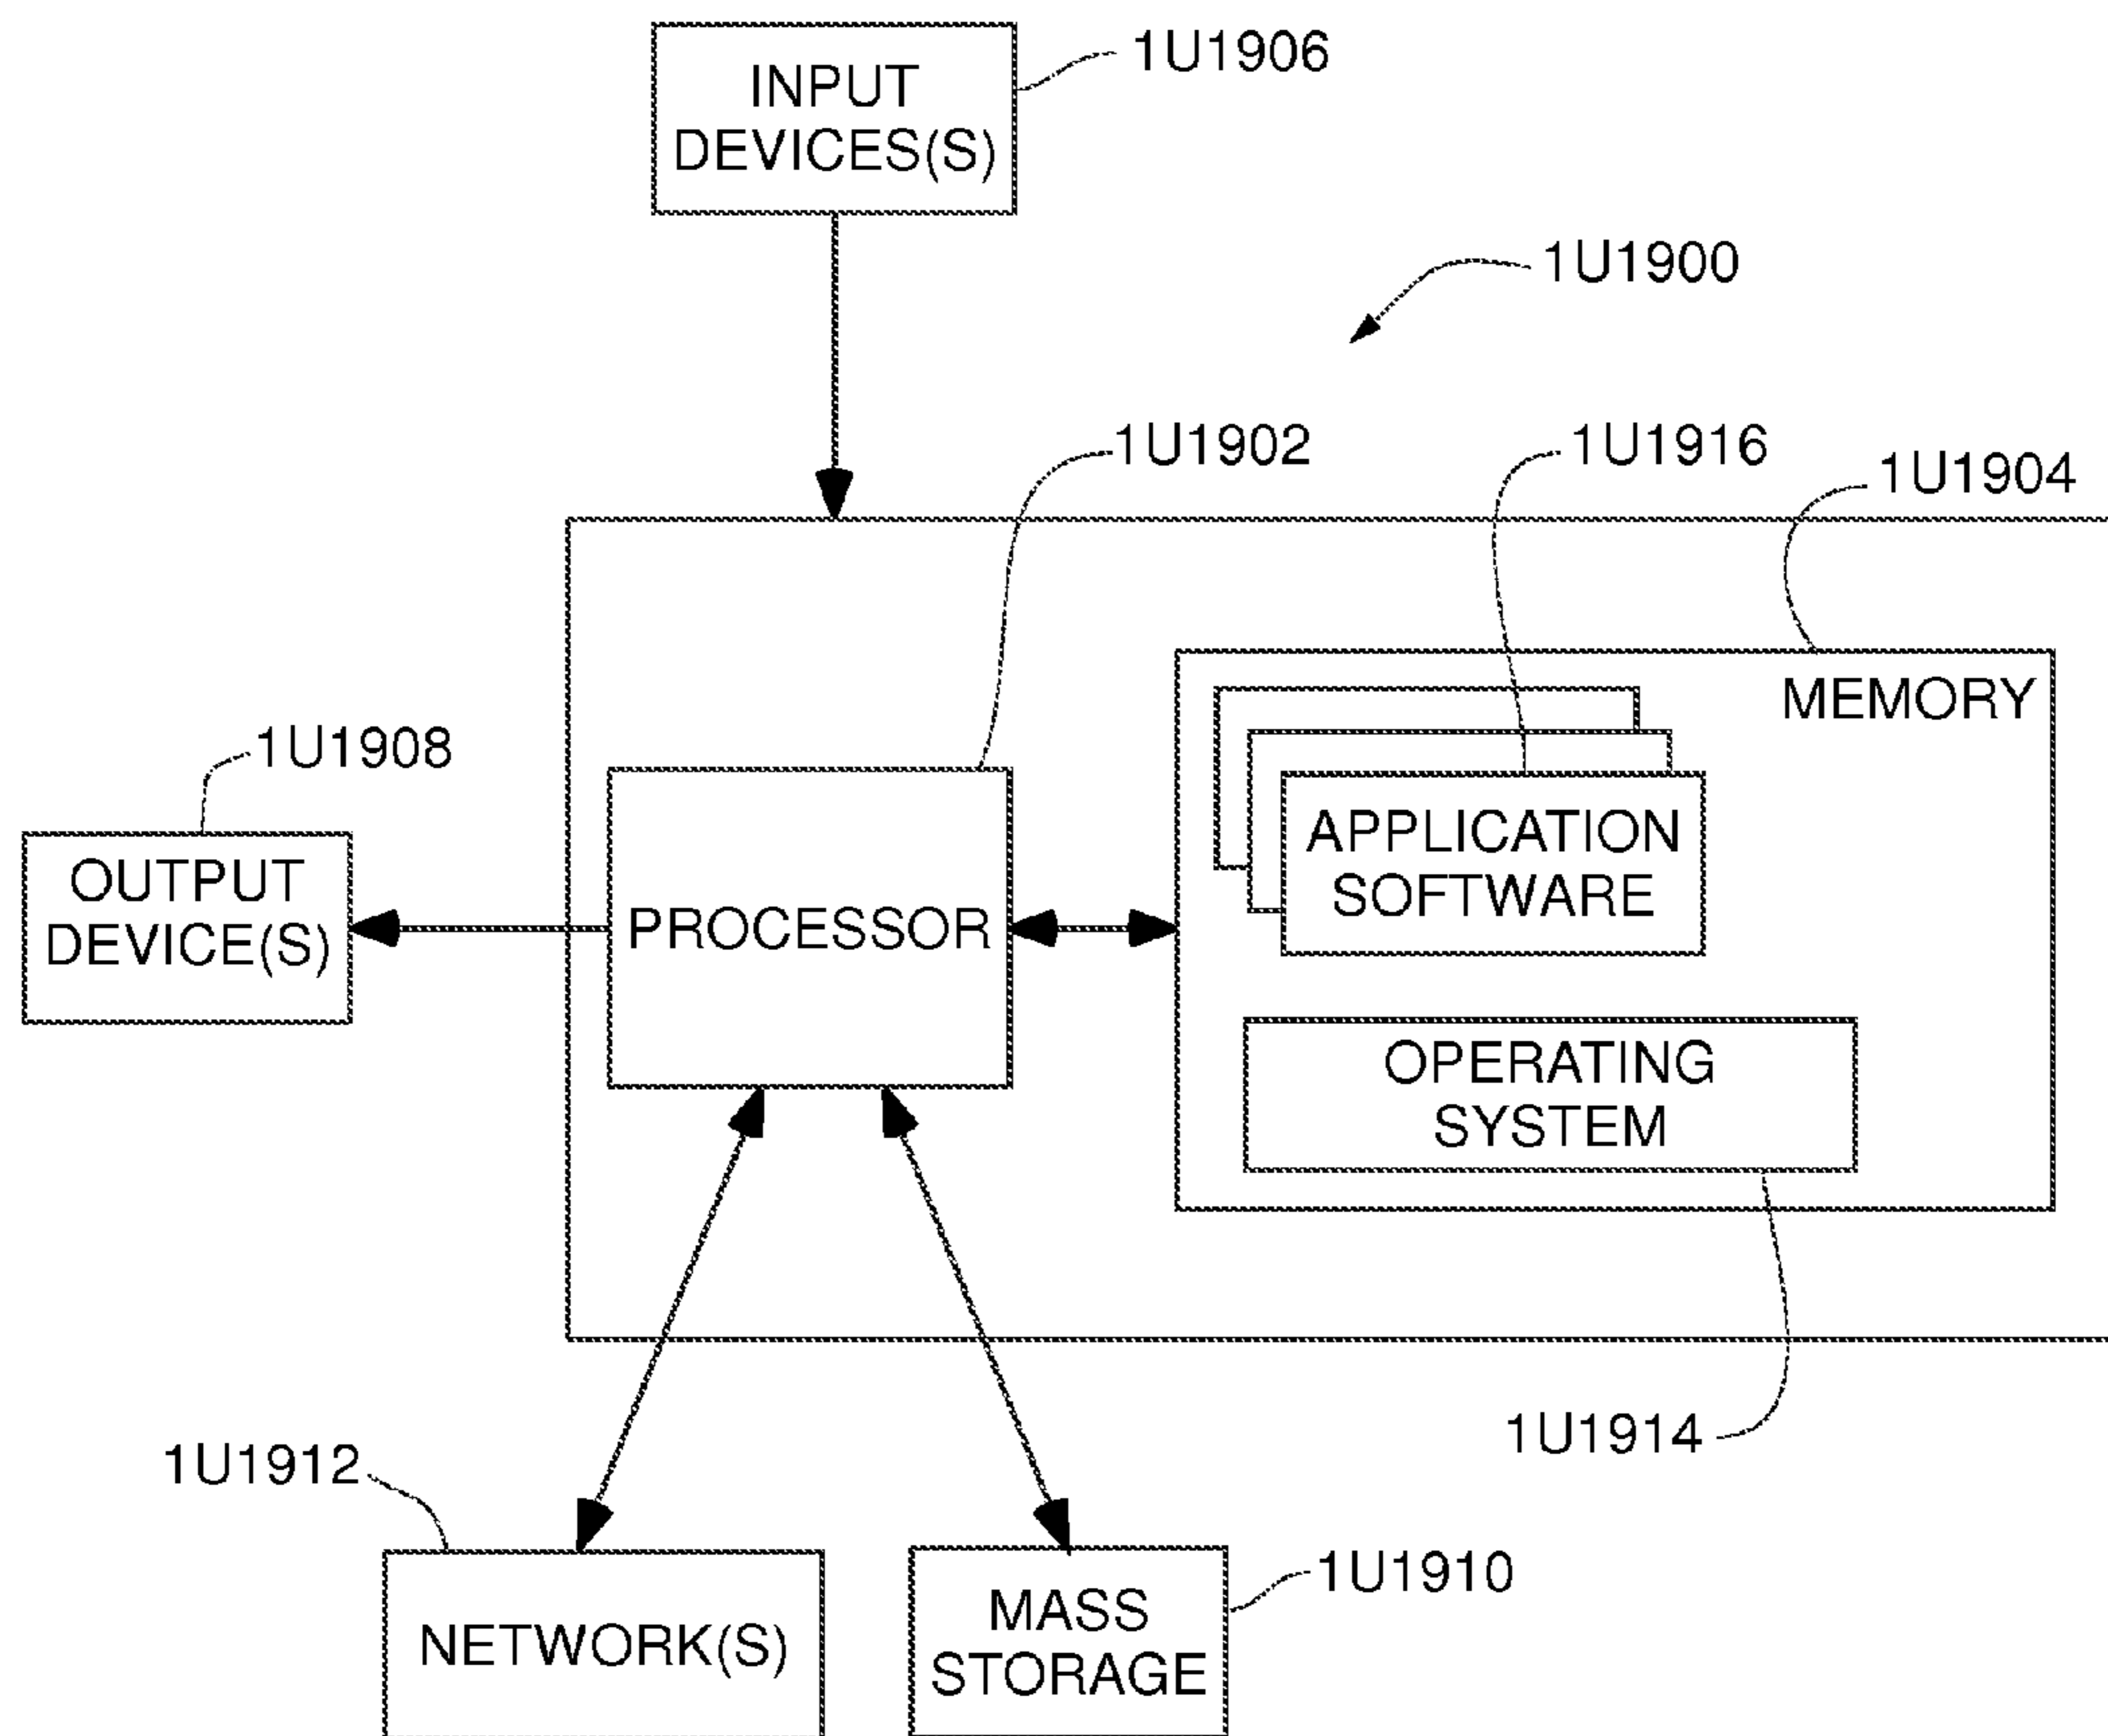 INPUT
DEVICES(S)
1U1906
1U1900
1U1902
1U1916
1U1904
MEMORY
1U1908
OUTPUT
DEVICE(S)
PROCESSOR
APPLICATION
SOFTWARE
OPERATING
SYSTEM
1U1914
1U1912
NETWORK(S)
MASS
STORAGE
1U1910